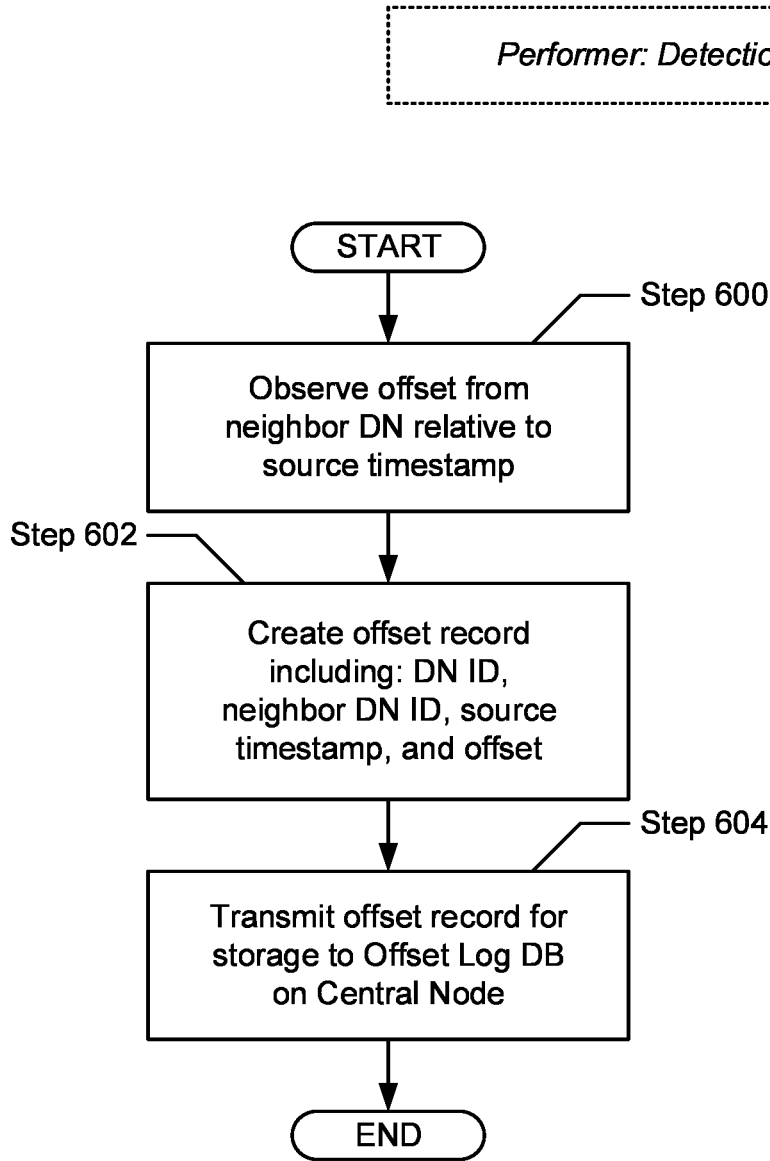 Performer: Detectio
START
Step 600
Observe offset from
neighbor DN relative to
source timestamp
Step 602
Create offset record
including: DN ID,
neighbor DN ID, source
timestamp, and offset
Step 604
Transmit offset record for
storage to Offset Log DB
on Central Node
END